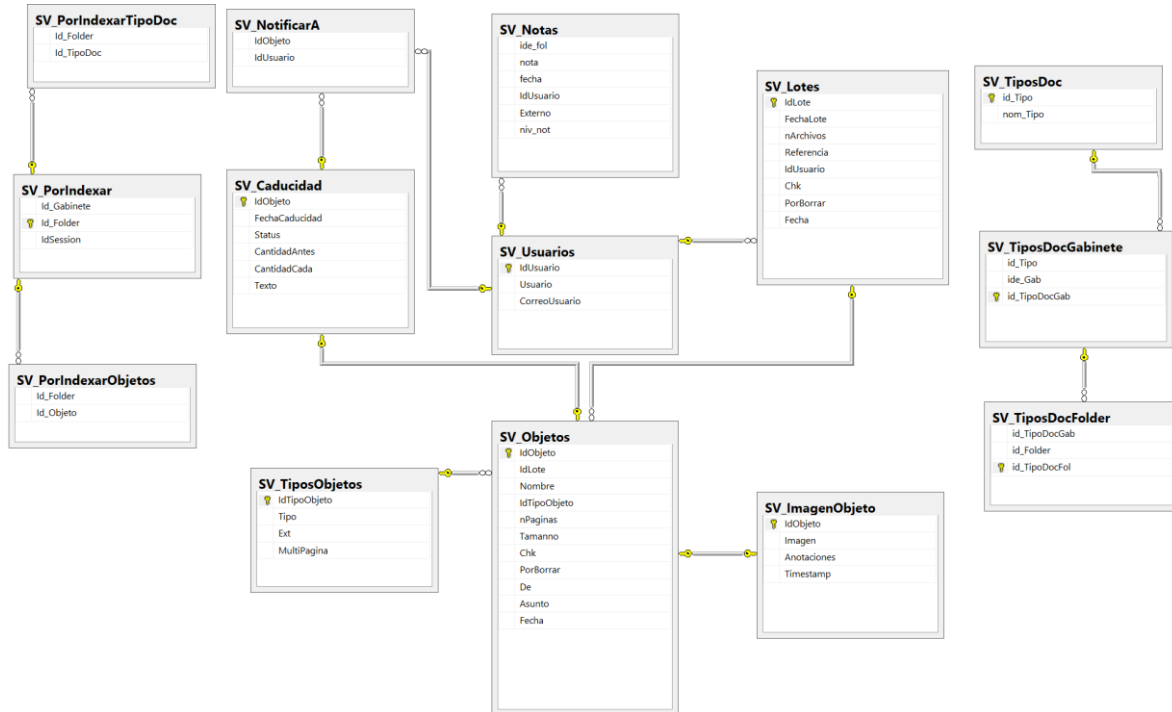 SV_PorIndexarTipoDoc
Id_Folder
Id_TipoDoc
SV_NotificarA
IdObjeto
IdUsuario
SV_Notas
ide_fol
nota
fecha
IdUsuario
Externo
niv_not
SV_Lotes
IdLote
FechaLote
nArchivos
Referencia
IdUsuario
Chk
PorBorrar
Fecha
SV_TiposDoc
id_Tipo
nom_Tipo
SV_PorIndexar
Id_Gabinete
Id_Folder
IdSession
SV_Caducidad
IdObjeto
FechaCaducidad
Status
CantidadAntes
CantidadCada
Texto
SV_Usuarios
IdUsuario
Usuario
CorreoUsuario
SV_TiposDocGabinete
id_Tipo
ide_Gab
id_TipoDocGab
SV_PorIndexarObjetos
Id_Folder
Id_Objeto
SV_TiposDocFolder
id_TipoDocGab
id_Folder
id_TipoDocFol
SV_Objetos
IdObjeto
IdLote
Nombre
IdTipoObjeto
nPaginas
Tamanno
Chk
PorBorrar
De
Asunto
Fecha
SV_TiposObjetos
IdTipoObjeto
Tipo
Ext
MultiPagina
SV_ImagenObjeto
IdObjeto
Imagen
Anotaciones
Timestamp